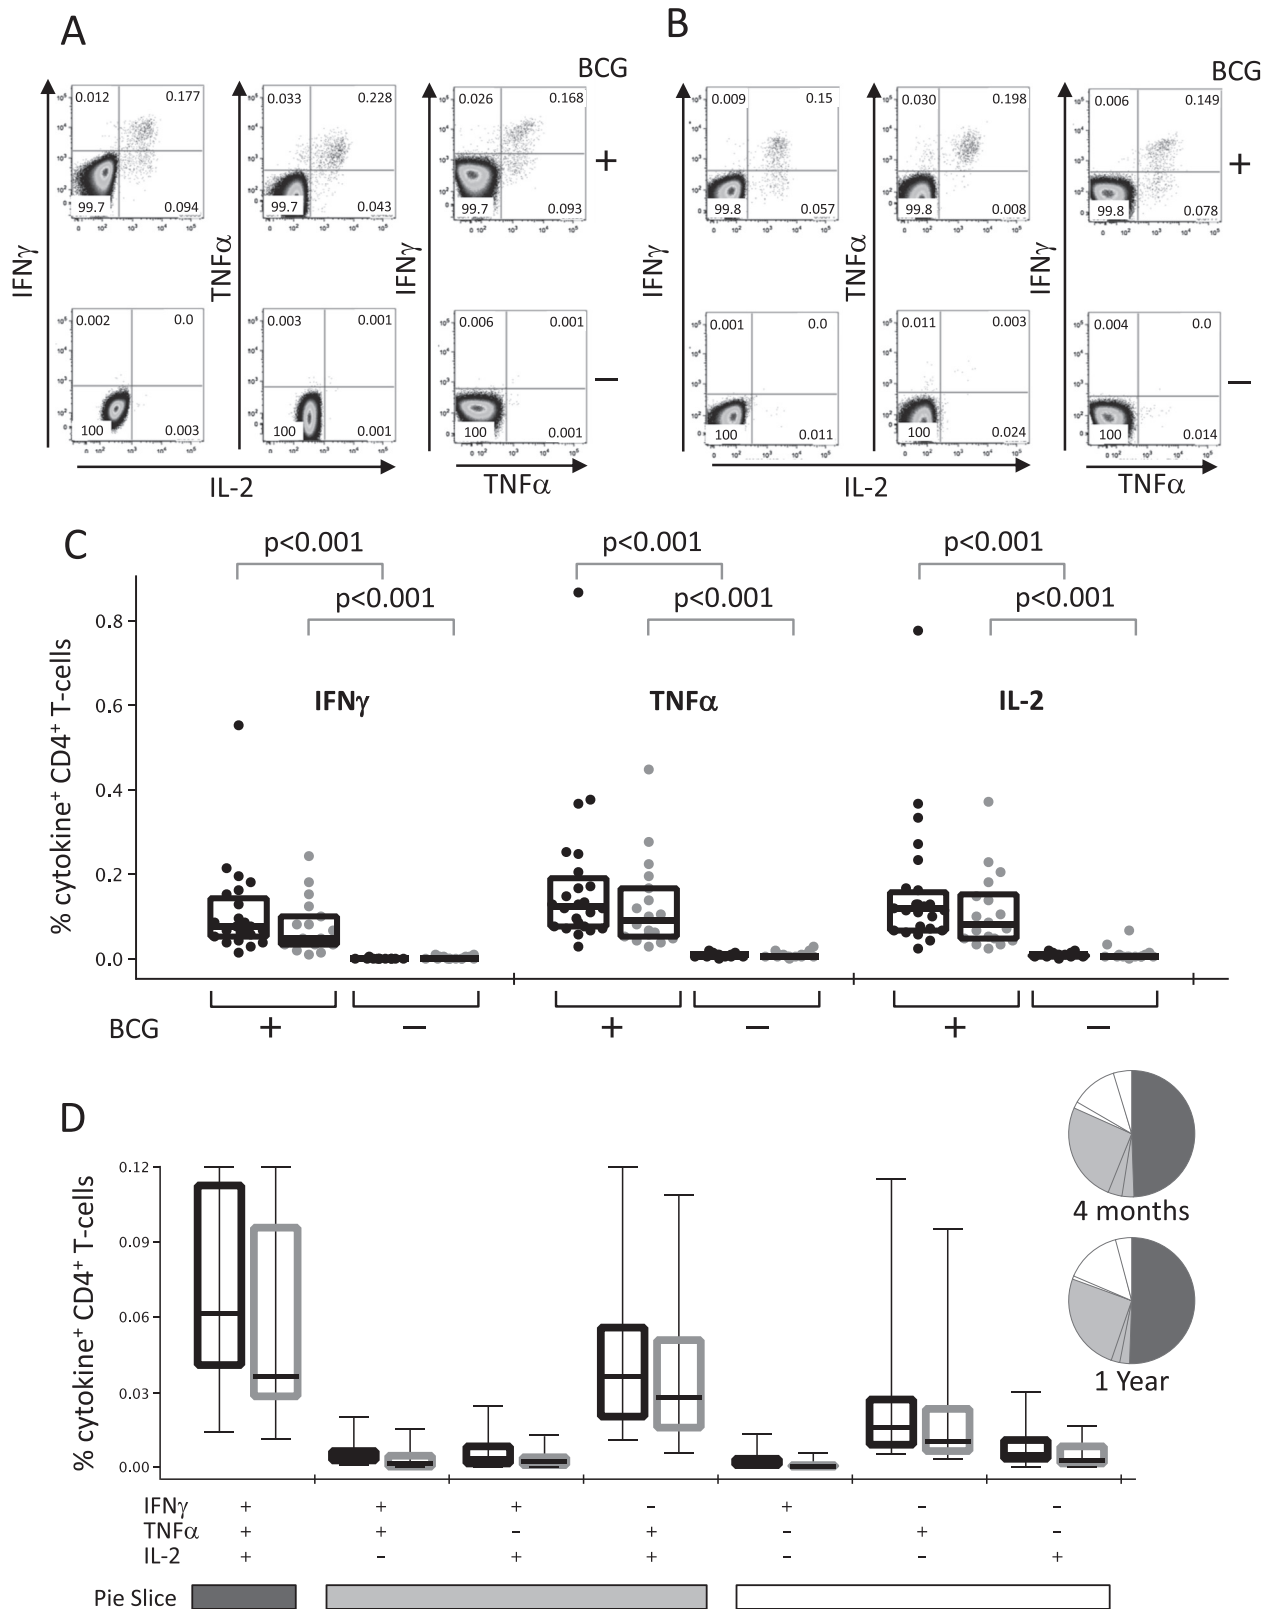 A
B
BCG
BCG
0.012 0.177
0.033 0.228
0.026 0.168
0.009 0.15
0.030 0.198
0.006 0.149
+
+
99.7 0.094
99.7 0.043
99.7 0.093
99.8 0.057
99.8 0.008
99.8 0.078
IFNγ
TNFα
IFNγ
IFNγ
TNFα
IFNγ
0.002 0.0
0.003 0.001
0.006 0.001
0.001 0.0
0.011 0.003
0.004 0.0
−
−
100 0.003
100 0.001
100 0.001
100 0.011
100 0.024
100 0.014
IL-2
TNFα
IL-2
TNFα
C
p<0.001
p<0.001
p<0.001
p<0.001
p<0.001
p<0.001
% cytokine+ CD4+ T-cells
0.8
0.6
0.4
0.2
0.0
IFNγ
TNFα
IL-2
BCG + − + − + −
D
% cytokine+ CD4+ T-cells
0.12
0.09
0.06
0.03
0.00
4 months
1 Year
IFNγ + + + - + - -
TNFα + + - + - + -
IL-2 + - + + - - +
Pie Slice